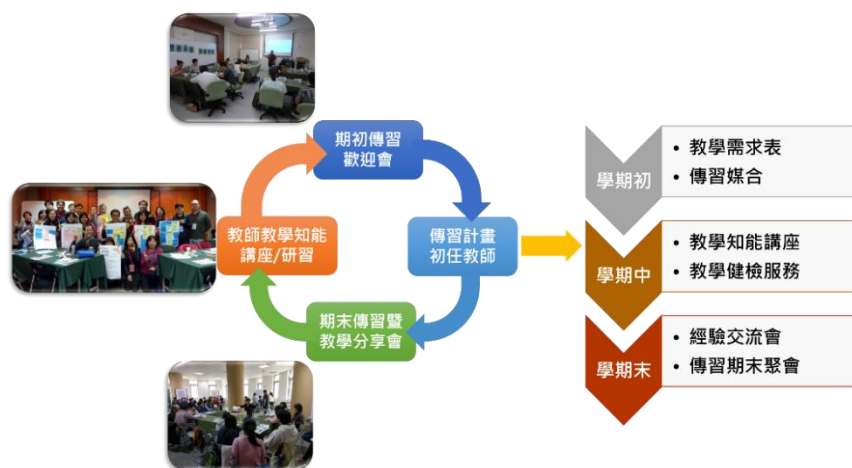 期初傳習
歡迎會
傳習計畫
初任教師
期末傳習暨
教學分享會
教師教學知能
講座/研習
學期初
• 教學需求表
• 傳習媒合
學期中
• 教學知能講座
• 教學健檢服務
學期末
• 經驗交流會
• 傳習期末聚會